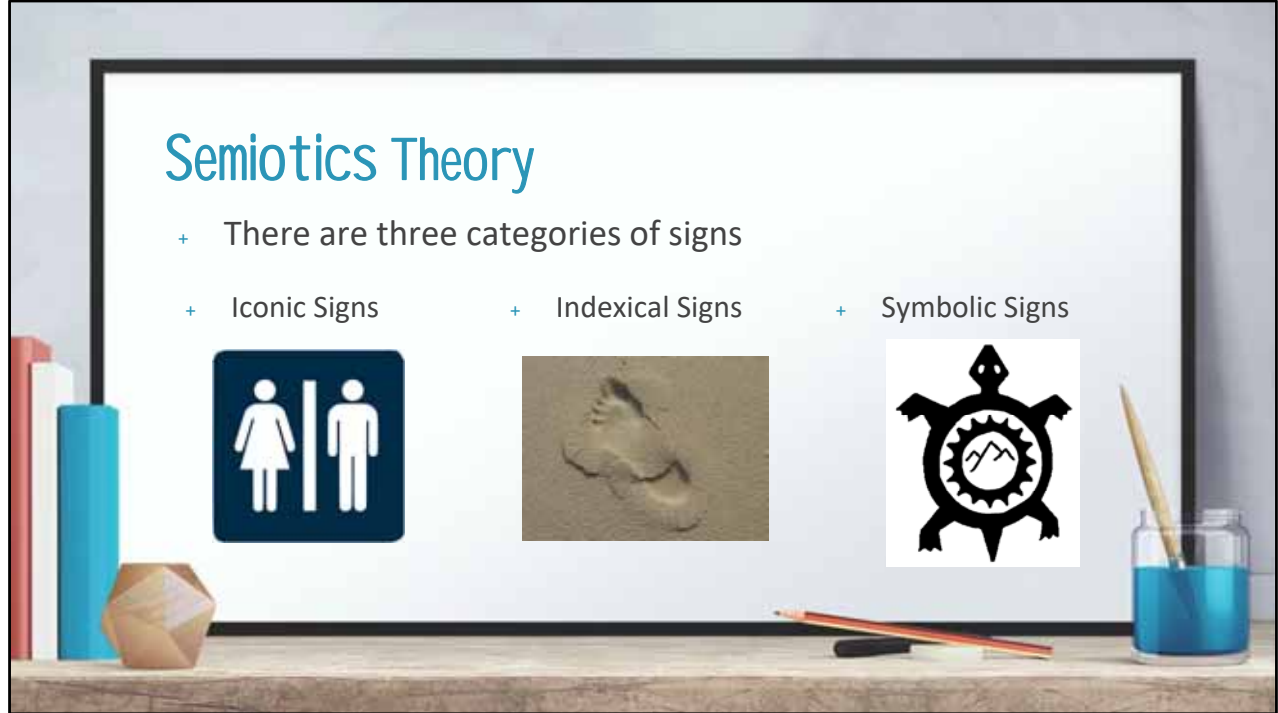 Semiotics Theory
+ There are three categories of signs
+ Iconic Signs
+ Indexical Signs
+ Symbolic Signs